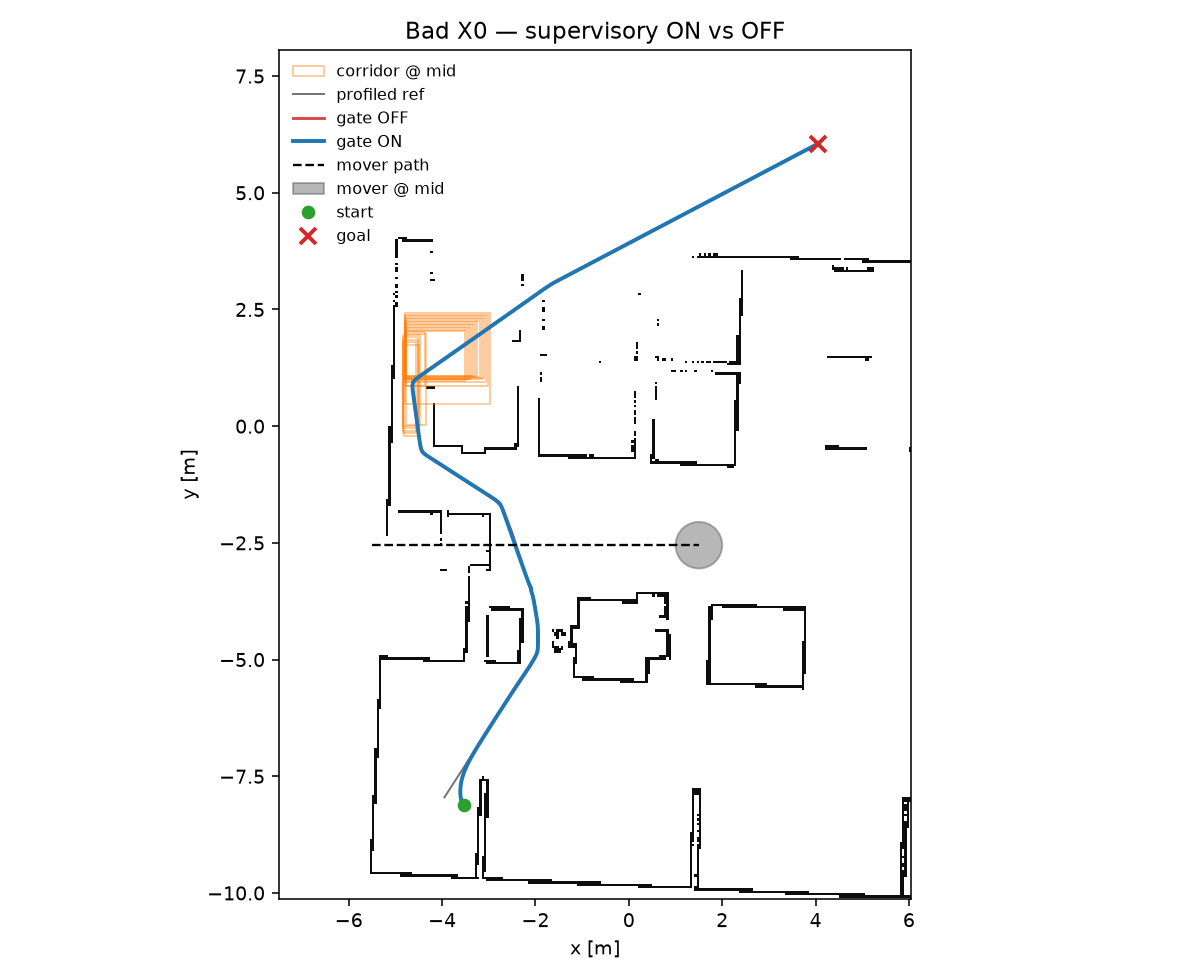 Bad X0 — supervisory ON vs OFF
corridor @ mid
profiled ref
gate OFF
gate ON
mover path
mover @ mid
start
goal
7.5
5.0
2.5
0.0
−2.5
−5.0
−7.5
−10.0
y [m]
−6
−4
−2
0
2
4
6
x [m]